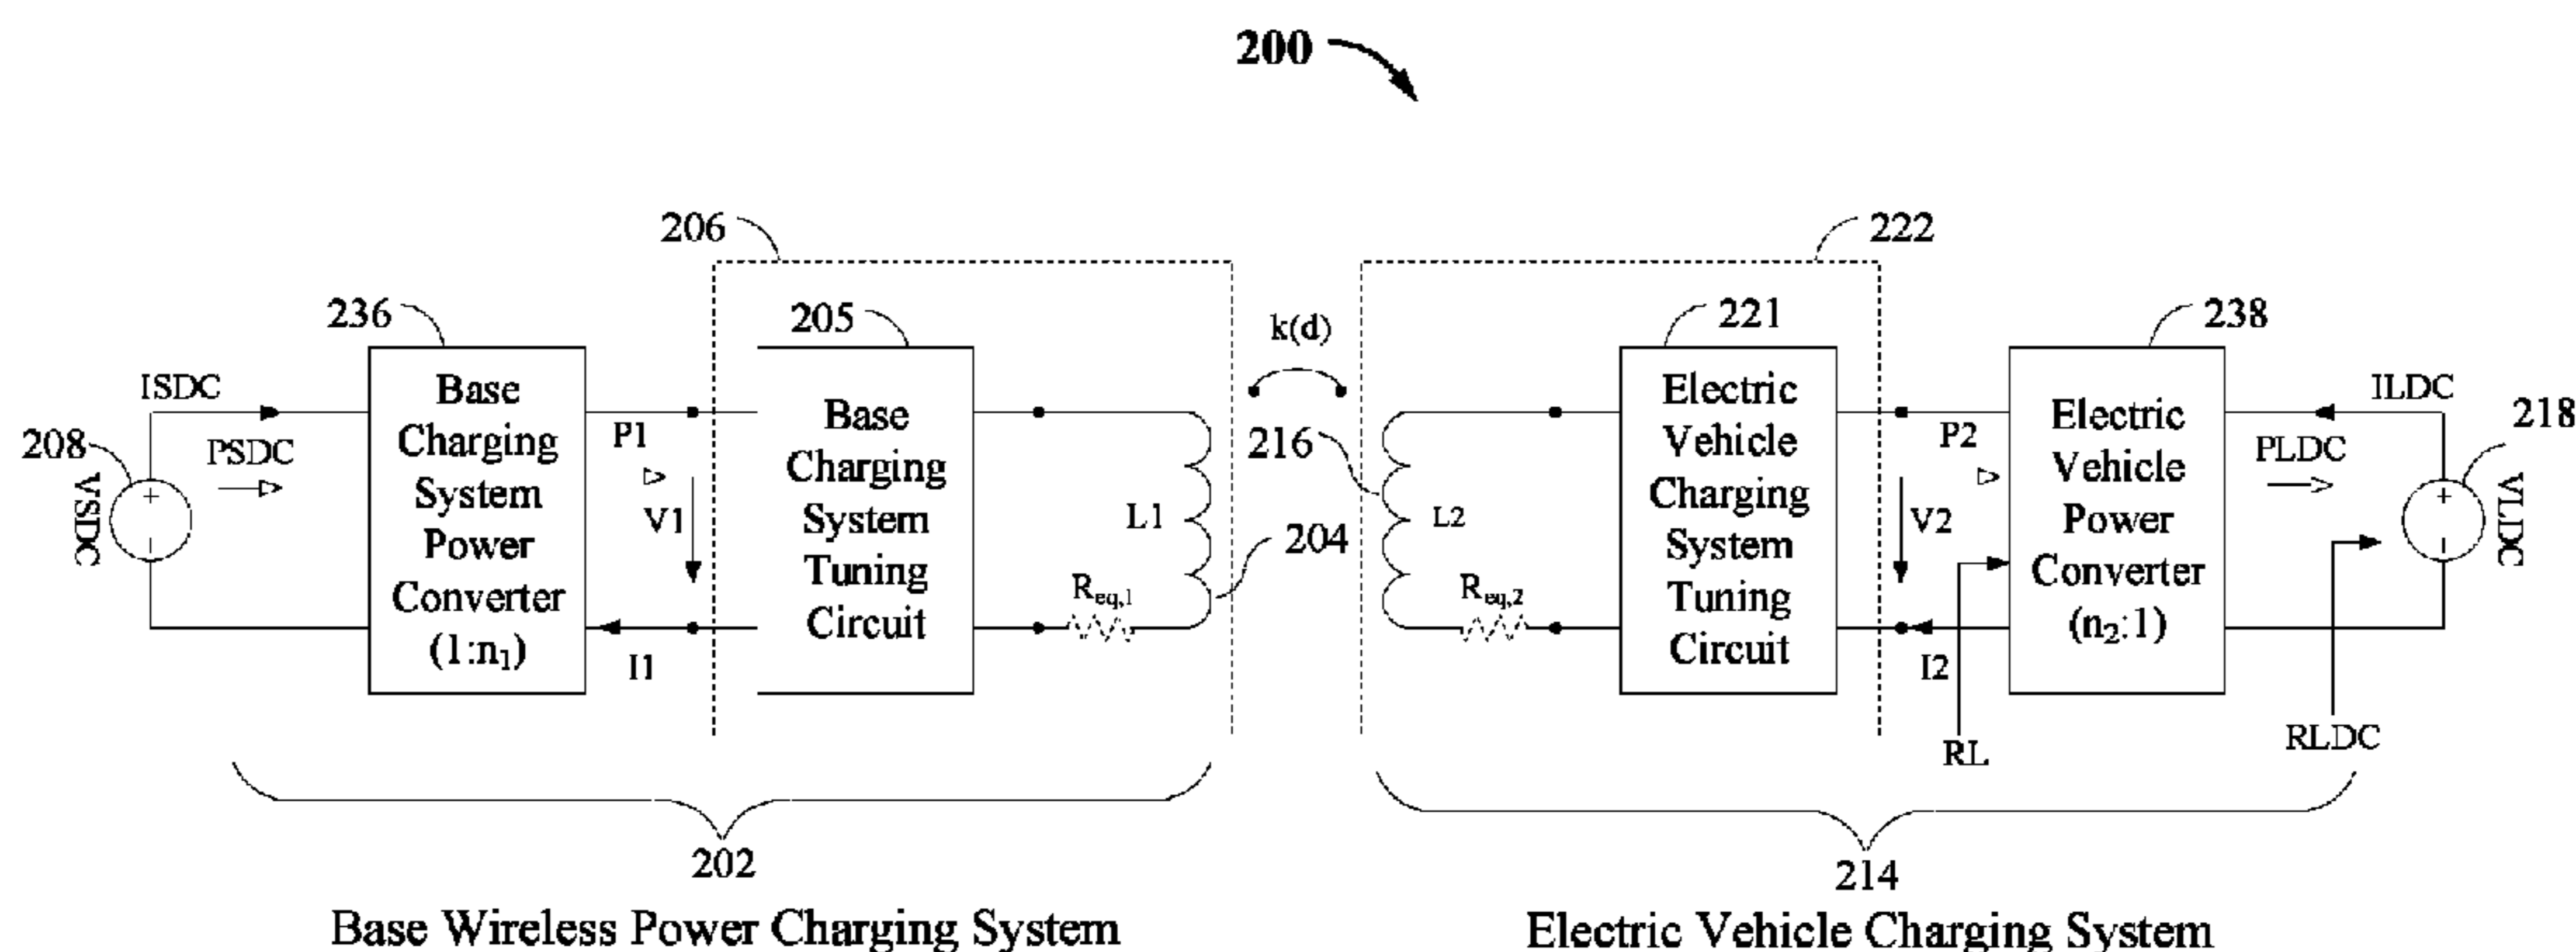 200
206
222
236
205
k(d)
221
238
ISDC
ILDC
208
PSDC
VSDC
Base
Charging
System
Power
Converter
(1:n₁)
P1
V1
I1
Base
Charging
System
Tuning
Circuit
L1
Req,1
204
216
L2
Req,2
Electric
Vehicle
Charging
System
Tuning
Circuit
P2
V2
I2
RL
Electric
Vehicle
Power
Converter
(n₂:1)
PLDC
218
VLDC
RLDC
+
-
+
-
202
214
Base Wireless Power Charging System
Electric Vehicle Charging System